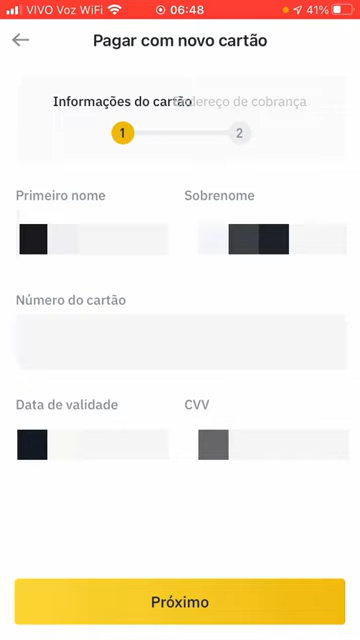 VIVO Voz WiFi 06:48 41%
Pagar com novo cartão
Informações do cartão Endereço de cobrança
1 2
Primeiro nome Sobrenome
Número do cartão
Data de validade CVV
Próximo